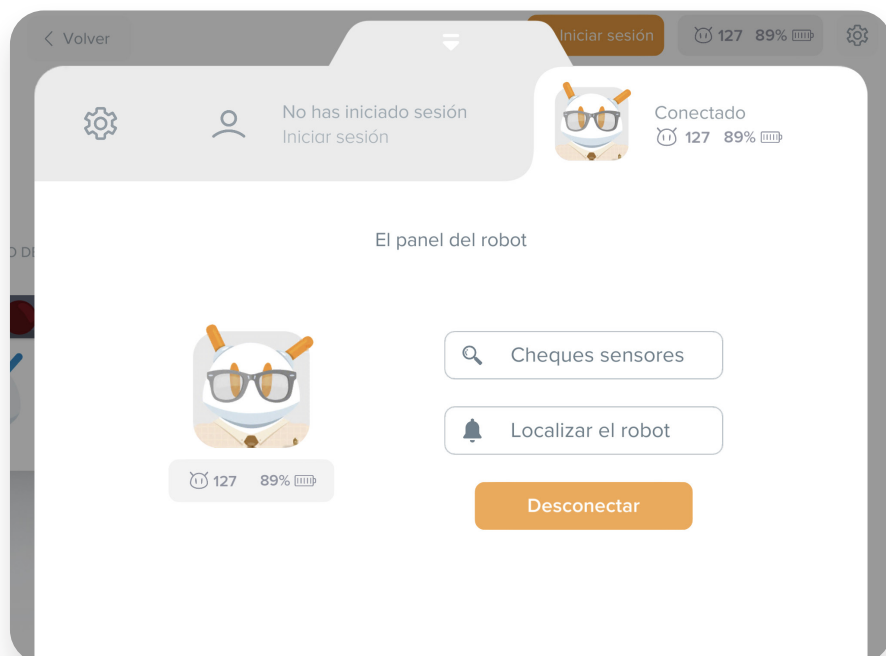 Volver
Iniciar sesión
127 89%
No has iniciado sesión
Iniciar sesión
Conectado
127 89%
El panel del robot
O DE
Cheques sensores
Localizar el robot
127 89%
Desconectar